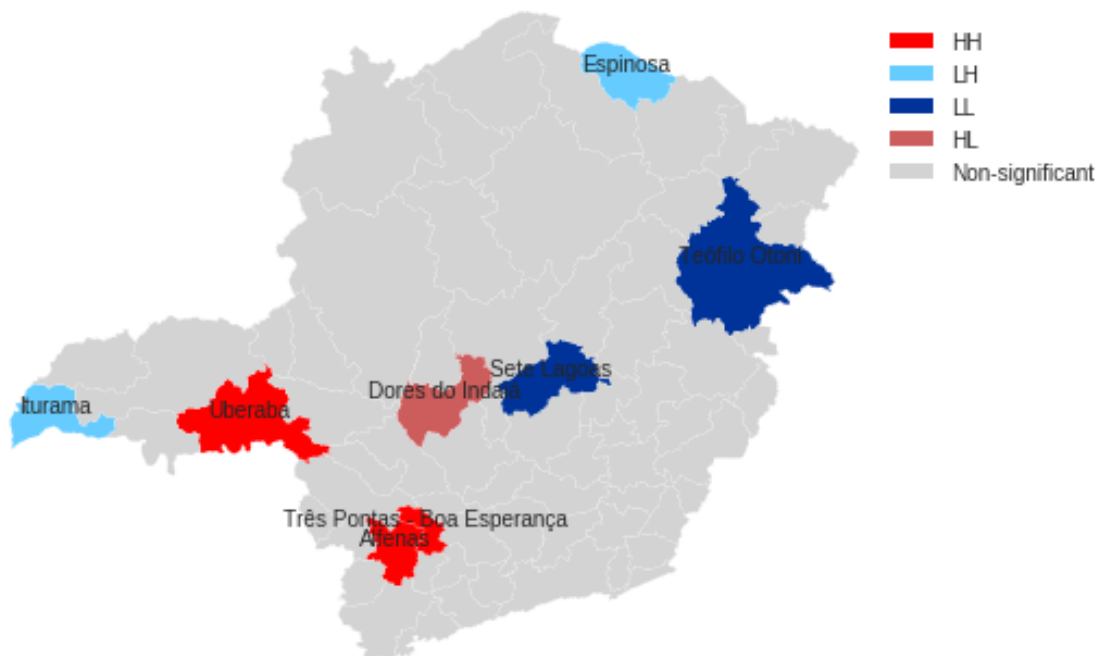 Espinosa
HH
LH
LL
HL
Non-significant
Teófilo Otoni
Sete Lagoas
Dores do Indaiá
Iturama
Uberaba
Três Pontas - Boa Esperança
Alfenas